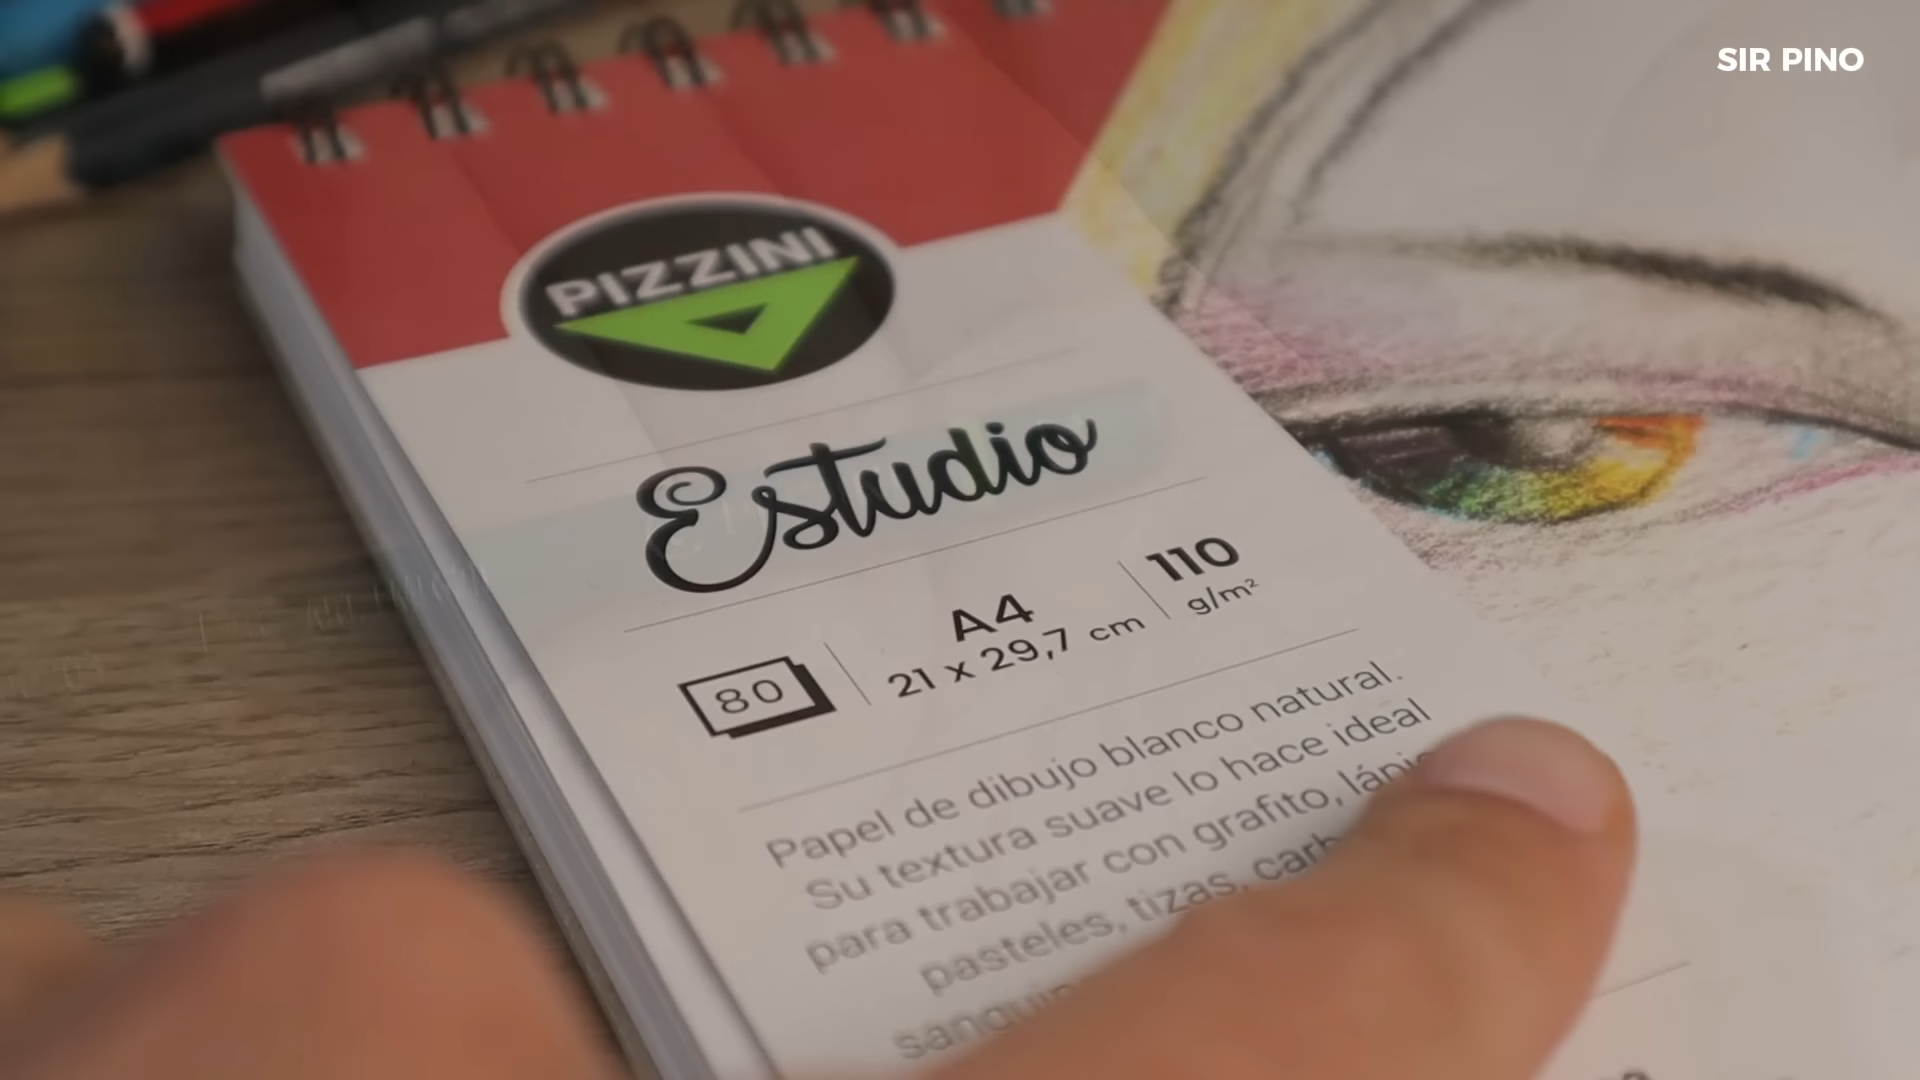 SIR PINO
PIZZINI
Estudio
80
A4
21 x 29,7 cm
110
g/m²
Papel de dibujo blanco natural.
Su textura suave lo hace ideal
para trabajar con grafito,
pasteles, tizas,